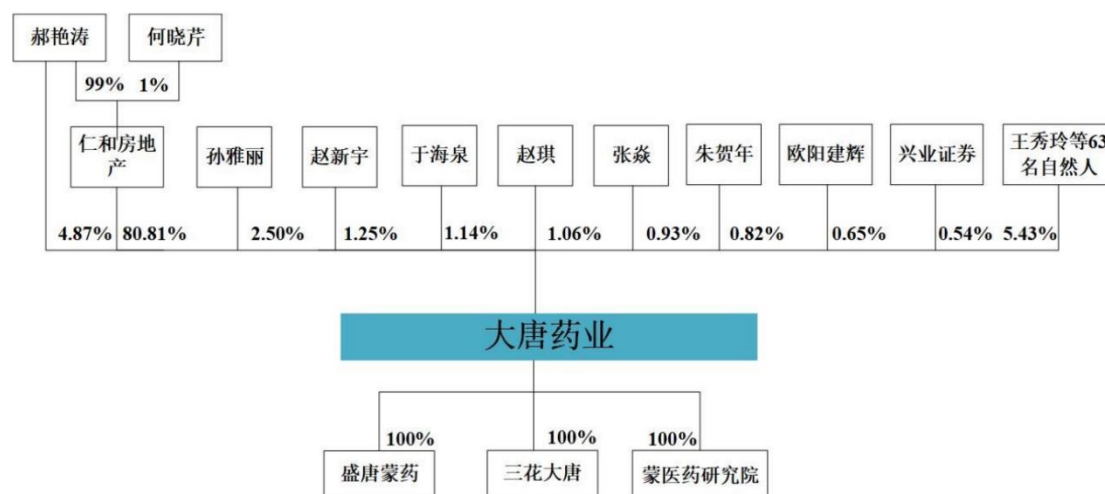 郝艳涛
何晓芹
99%
1%
仁和房地
产
孙雅丽
赵新宇
于海泉
赵琪
张焱
朱贺年
欧阳建辉
兴业证券
王秀玲等63
名自然人
4.87%
80.81%
2.50%
1.25%
1.14%
1.06%
0.93%
0.82%
0.65%
0.54%
5.43%
大唐药业
100%
100%
100%
盛唐蒙药
三花大唐
蒙医药研究院